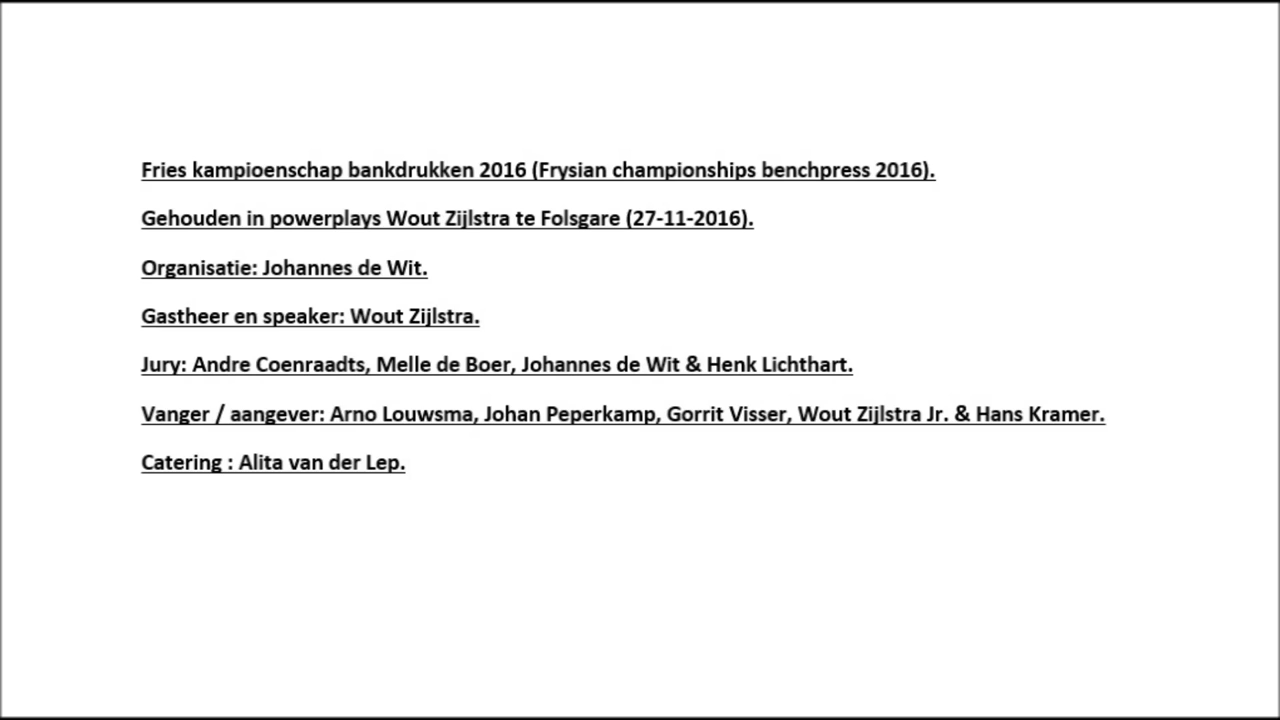 Fries kampioenschap bankdrukken 2016 (Frysian championships benchpress 2016).
Gehouden in powerplays Wout Zijlstra te Folsgare (27-11-2016).
Organisatie: Johannes de Wit.
Gastheer en speaker: Wout Zijlstra.
Jury: Andre Coenraadts, Melle de Boer, Johannes de Wit & Henk Lichthart.
Vanger / aangever: Arno Louwsma, Johan Peperkamp, Gorrit Visser, Wout Zijlstra Jr. & Hans Kramer.
Catering : Alita van der Lep.